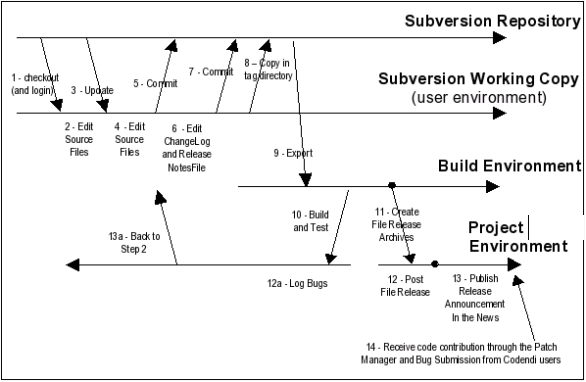 Subversion Repository
1 - checkout
(and login)
3 - Update
5 - Commit
7 - Commit
8 – Copy in
tag directory
Subversion Working Copy
(user environment)
2 - Edit
Source
Files
4 - Edit
Source
Files
6 - Edit
ChangeLog
and Release
NotesFile
9 - Export
Build Environment
10 - Build
and Test
11 - Create
File Release
Archives
Project
Environment
13a - Back to
Step 2
12a - Log Bugs
12 - Post
File Release
13 - Publish
Release
Announcement
In the News
14 - Receive code contribution through the Patch
Manager and Bug Submission from Codendi users